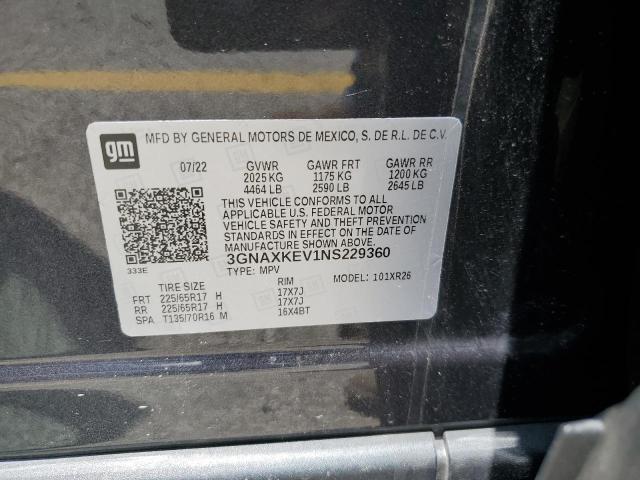 gm
MFD BY GENERAL MOTORS DE MEXICO, S. DE R.L. DE C.V.
07/22 GVWR GAWR FRT GAWR RR
2025 KG 1175 KG 1200 KG
4464 LB 2590 LB 2645 LB
THIS VEHICLE CONFORMS TO ALL
APPLICABLE U.S. FEDERAL MOTOR
VEHICLE SAFETY AND THEFT PREVENTION
STANDARDS IN EFFECT ON THE DATE OF
MANUFACTURE SHOWN ABOVE.
3GNAXKEV1NS229360
333E TYPE: MPV MODEL: 101XR26
TIRE SIZE RIM
FRT 225/65R17 H 17X7J
RR 225/65R17 H 17X7J
SPA T135/70R16 M 16X4BT